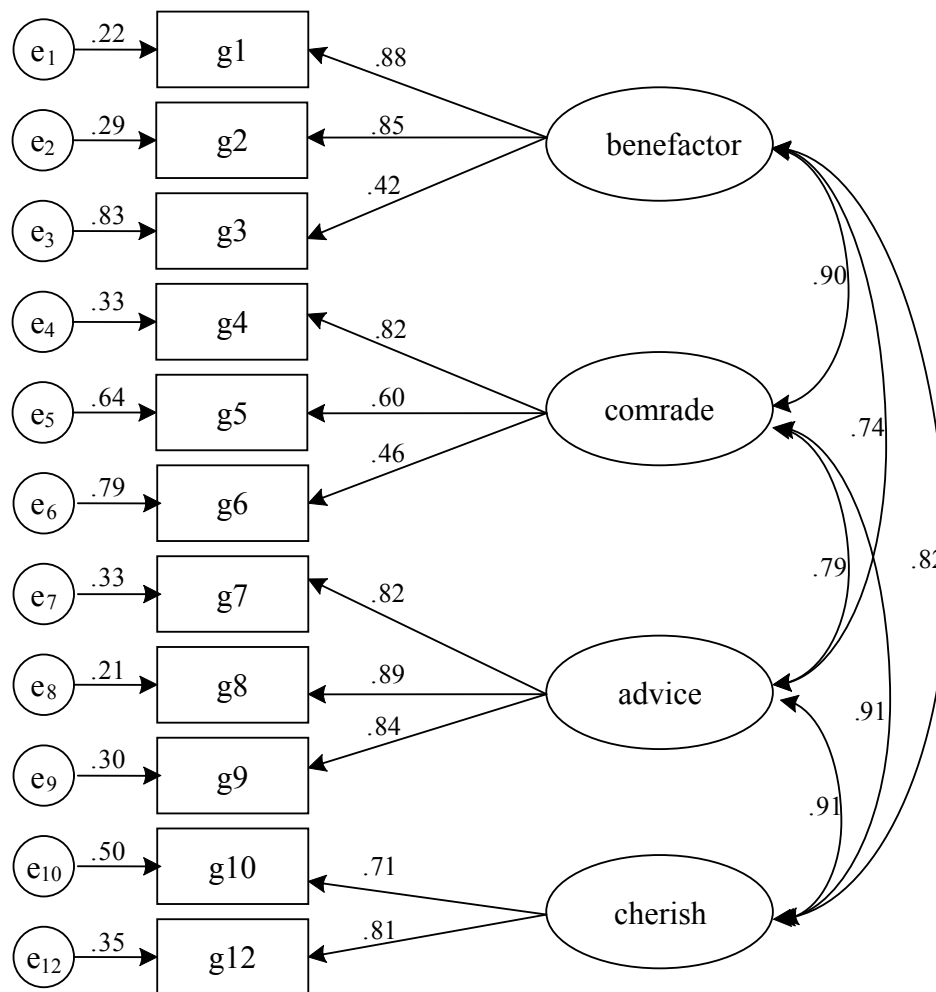 e1 .22 g1 .88
e2 .29 g2 .85 benefactor
e3 .83 g3 .42
.90
e4 .33 g4 .82
e5 .64 g5 .60 comrade .74
e6 .79 g6 .46
.79 .82
e7 .33 g7 .82
e8 .21 g8 .89 advice
.91
e9 .30 g9 .84
.91
e10 .50 g10 .71 cherish
e12 .35 g12 .81